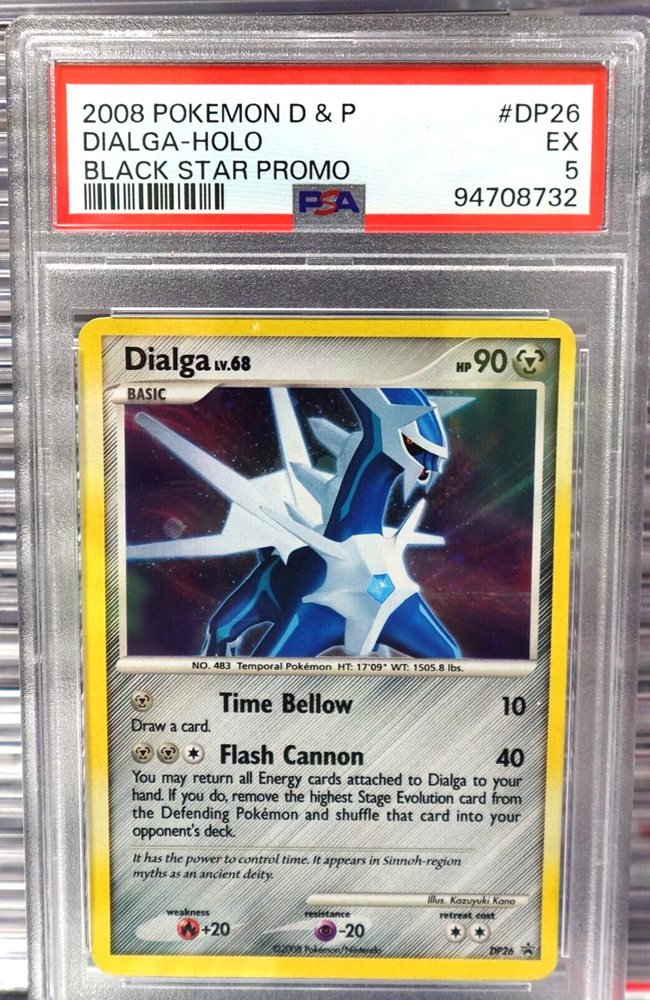 2008 POKEMON D & P #DP26
DIALGA-HOLO EX
BLACK STAR PROMO 5
PSA 94708732
Dialga LV.68 HP 90
BASIC
NO. 483 Temporal Pokémon HT: 17'09" WT: 1505.8 lbs.
Time Bellow 10
Draw a card.
Flash Cannon 40
You may return all Energy cards attached to Dialga to your
hand. If you do, remove the highest Stage Evolution card from
the Defending Pokémon and shuffle that card into your
opponent's deck.
It has the power to control time. It appears in Sinnoh-region
myths as an ancient deity.
Illus. Kazuyuki Kano
weakness resistance retreat cost
+20 -20
©2008 Pokémon/Nintendo DP26